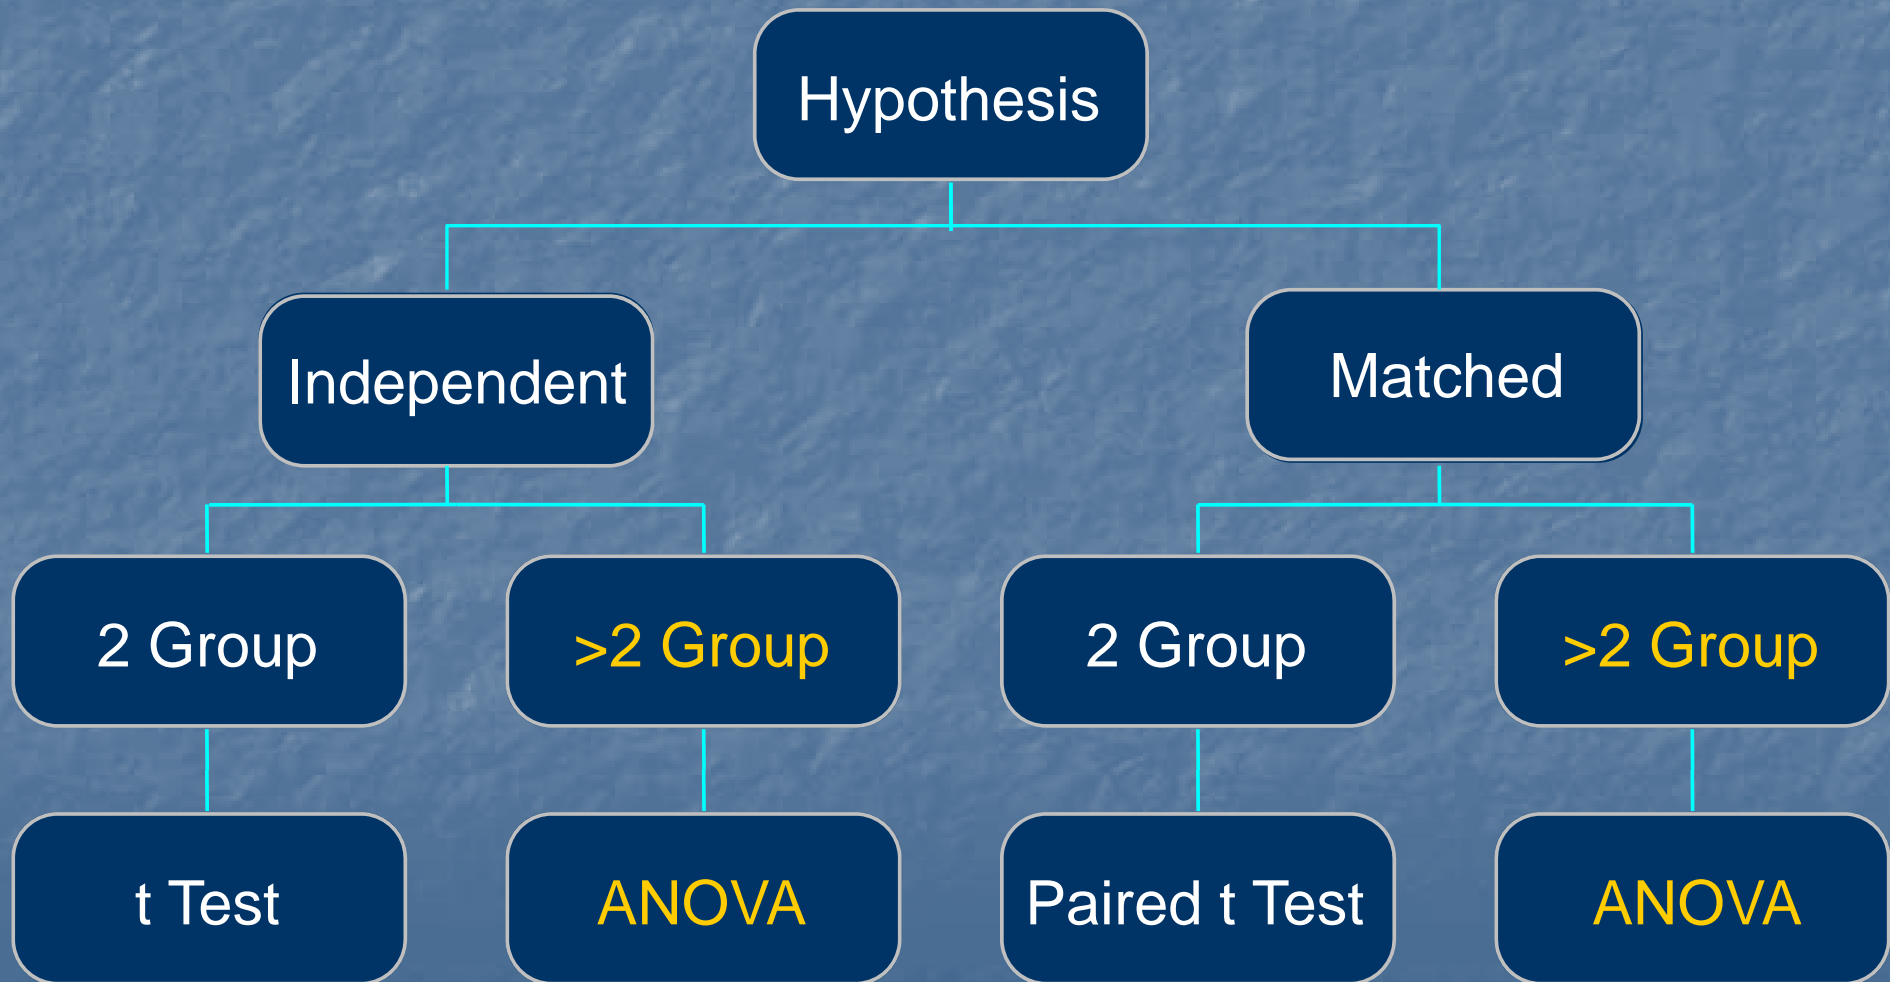 Hypothesis
Independent
Matched
2 Group
>2 Group
2 Group
>2 Group
t Test
ANOVA
Paired t Test
ANOVA